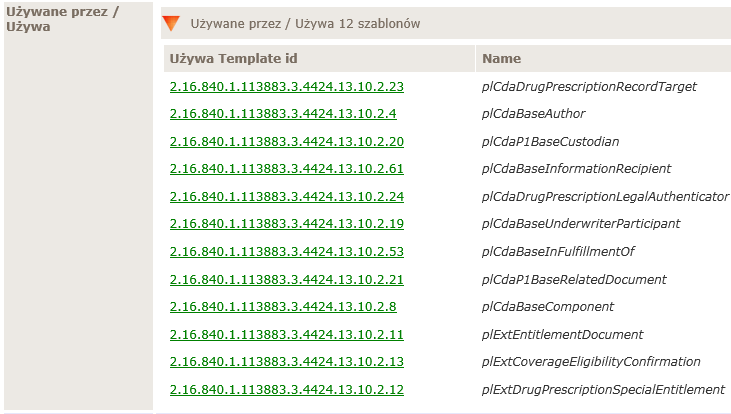 Używane przez /
Używa
Używane przez / Używa 12 szablonów
Używa Template id Name
2.16.840.1.113883.3.4424.13.10.2.23 plCdaDrugPrescriptionRecordTarget
2.16.840.1.113883.3.4424.13.10.2.4 plCdaBaseAuthor
2.16.840.1.113883.3.4424.13.10.2.20 plCdaP1BaseCustodian
2.16.840.1.113883.3.4424.13.10.2.61 plCdaBaseInformationRecipient
2.16.840.1.113883.3.4424.13.10.2.24 plCdaDrugPrescriptionLegalAuthenticator
2.16.840.1.113883.3.4424.13.10.2.19 plCdaBaseUnderwriterParticipant
2.16.840.1.113883.3.4424.13.10.2.53 plCdaBaseInFulfillmentOf
2.16.840.1.113883.3.4424.13.10.2.21 plCdaP1BaseRelatedDocument
2.16.840.1.113883.3.4424.13.10.2.8 plCdaBaseComponent
2.16.840.1.113883.3.4424.13.10.2.11 plExtEntitlementDocument
2.16.840.1.113883.3.4424.13.10.2.13 plExtCoverageEligibilityConfirmation
2.16.840.1.113883.3.4424.13.10.2.12 plExtDrugPrescriptionSpecialEntitlement